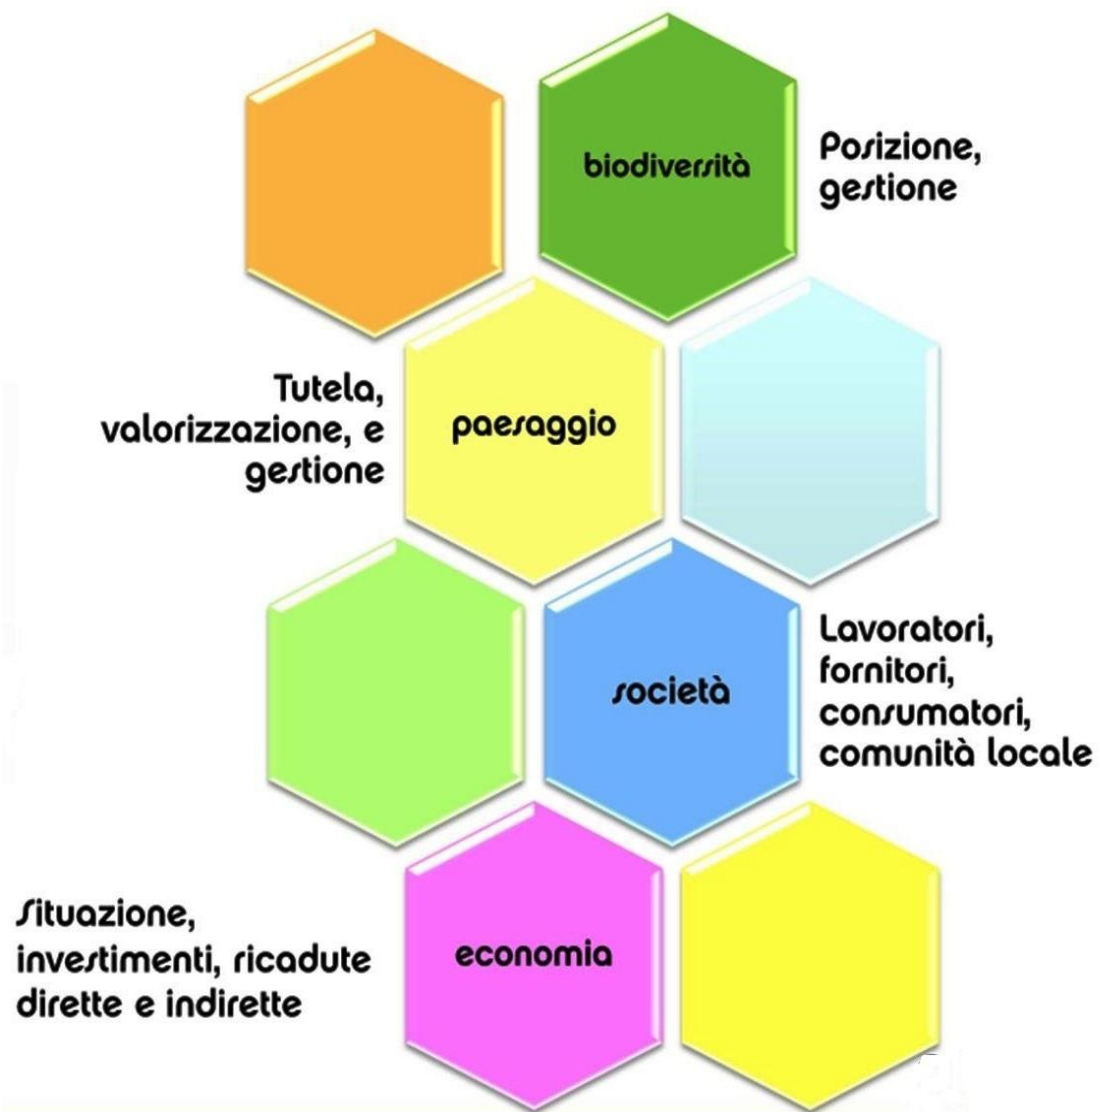 biodiversità
Posizione,
gestione
Tutela,
valorizzazione, e
gestione
paesaggio
società
Lavoratori,
fornitori,
consumatori,
comunità locale
Situazione,
investimenti, ricadute
dirette e indirette
economia